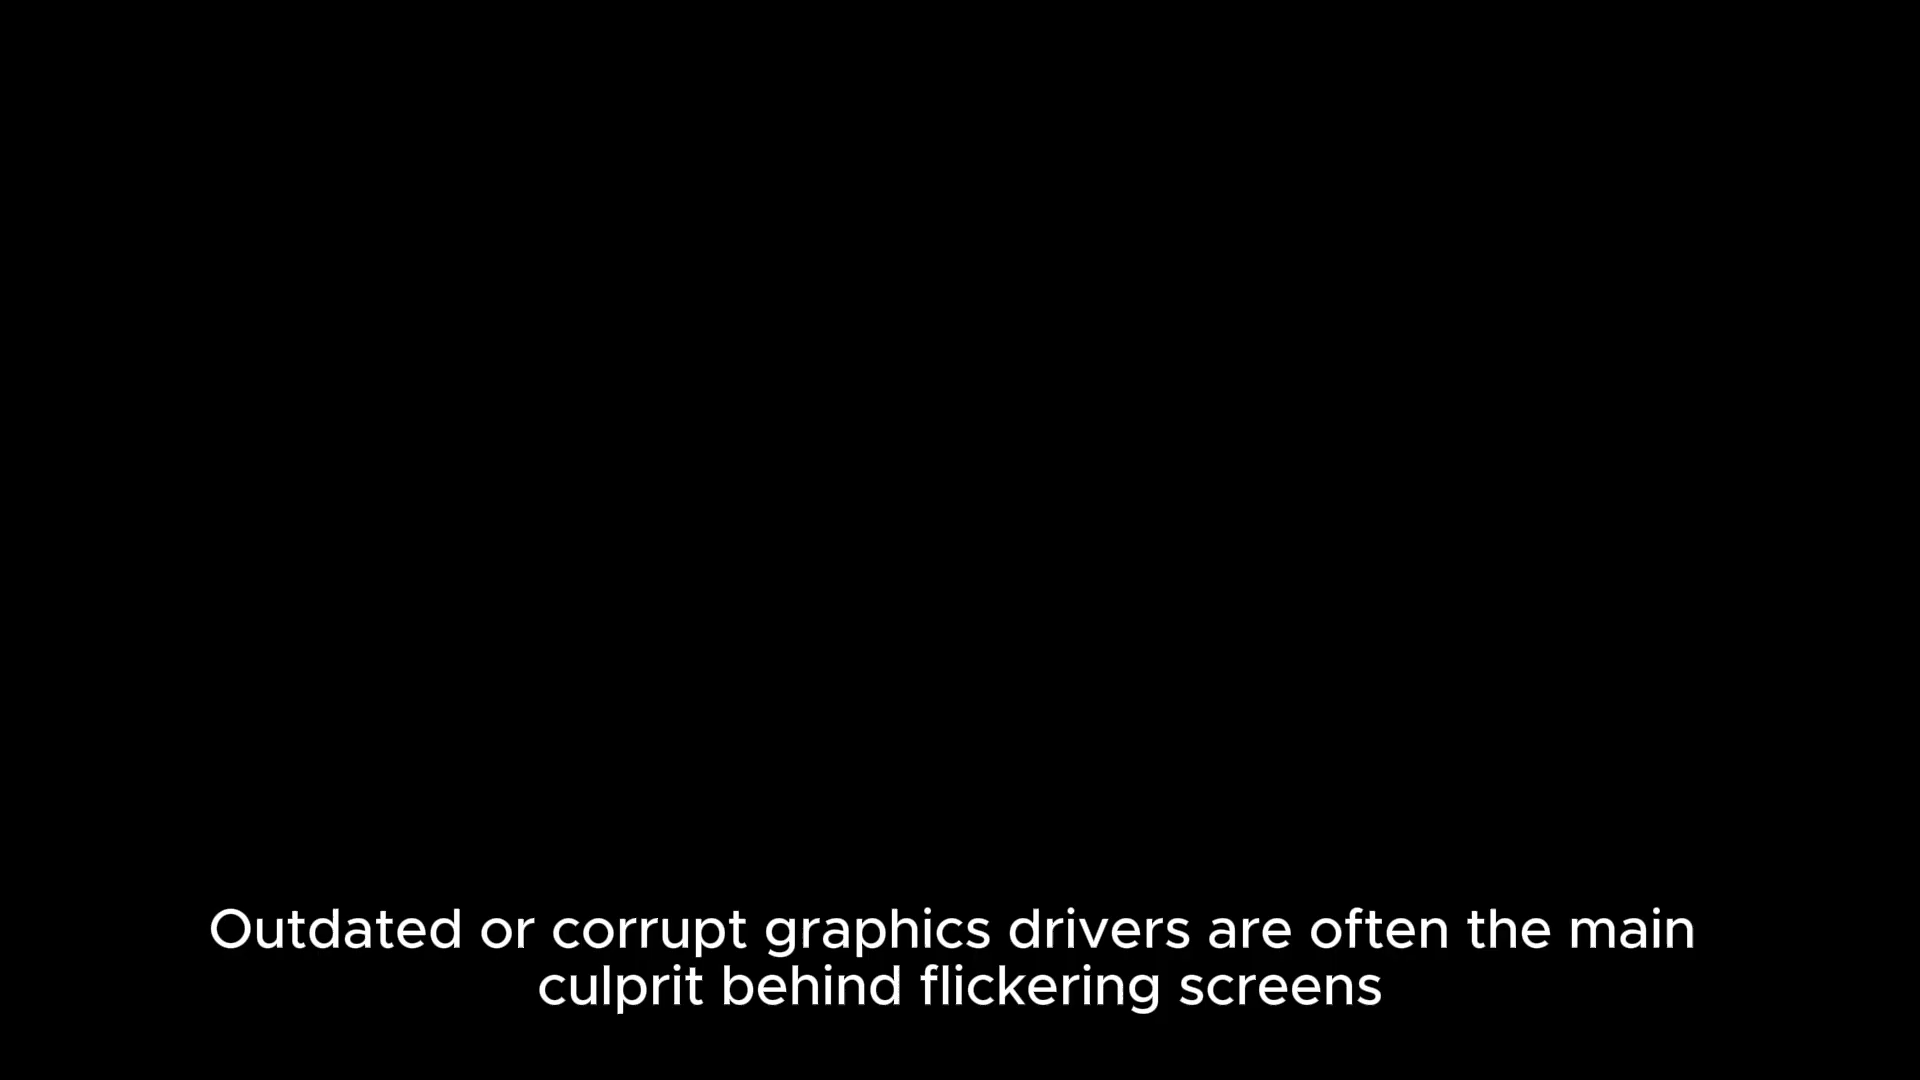 Outdated or corrupt graphics drivers are often the main
culprit behind flickering screens